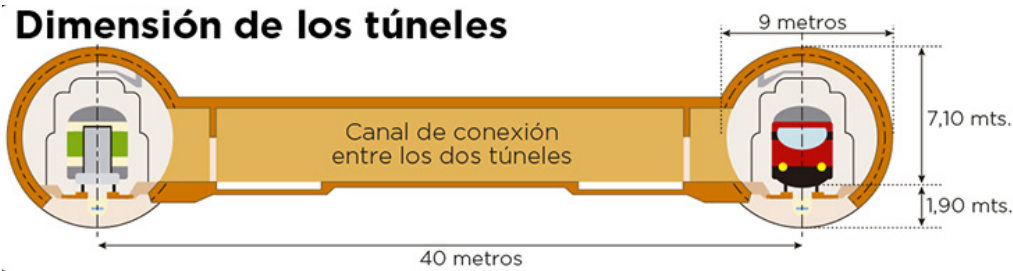 Dimensión de los túneles
9 metros
Canal de conexión
entre los dos túneles
7,10 mts.
1,90 mts.
40 metros